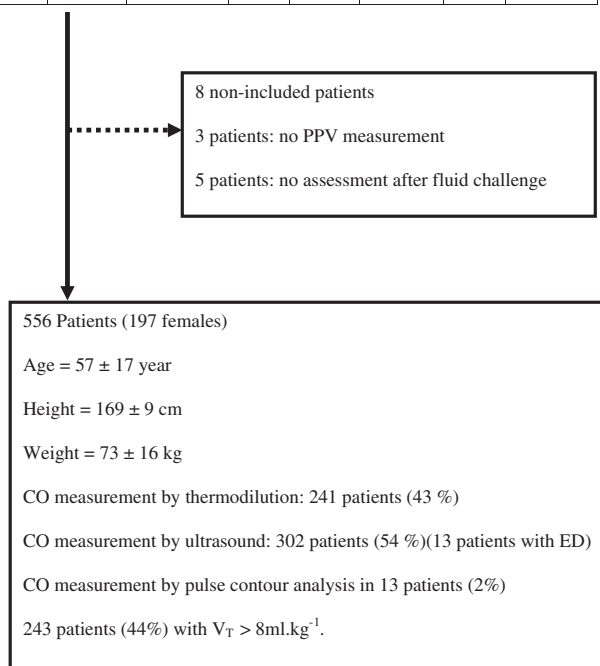 8 non-included patients
3 patients: no PPV measurement
5 patients: no assessment after fluid challenge
556 Patients (197 females)
Age = 57 ± 17 year
Height = 169 ± 9 cm
Weight = 73 ± 16 kg
CO measurement by thermodilution: 241 patients (43 %)
CO measurement by ultrasound: 302 patients (54 %)(13 patients with ED)
CO measurement by pulse contour analysis in 13 patients (2%)
243 patients (44%) with V_T > 8ml.kg⁻¹.